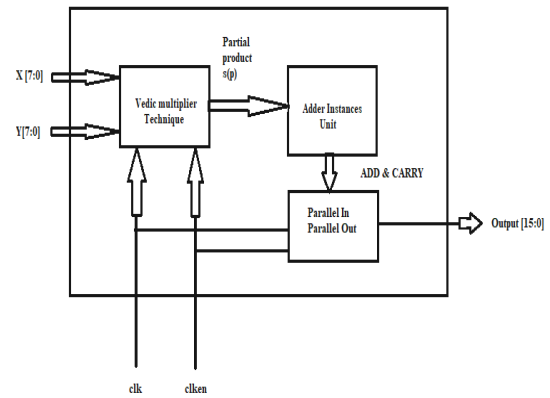 Partial
product
s(p)
X [7:0]
Vedic multiplier
Technique
Adder Instances
Unit
Y[7:0]
ADD & CARRY
Parallel In
Parallel Out
Output [15:0]
clk
clken